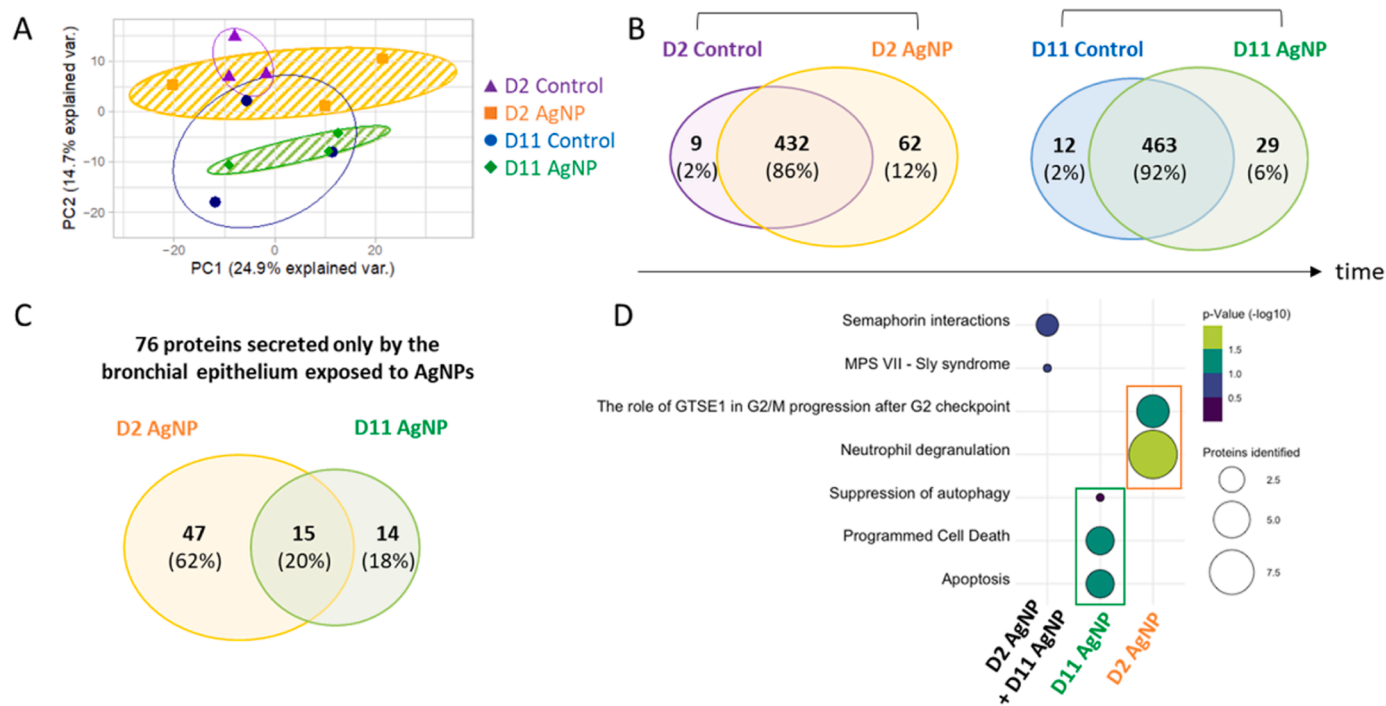 A
PC2 (14.7% explained var.)
10
0
−10
−20
−20
0
20
PC1 (24.9% explained var.)
D2 Control
D2 AgNP
D11 Control
D11 AgNP
B
D2 Control
D2 AgNP
9
(2%)
432
(86%)
62
(12%)
D11 Control
D11 AgNP
12
(2%)
463
(92%)
29
(6%)
time
C
76 proteins secreted only by the
bronchial epithelium exposed to AgNPs
D2 AgNP
D11 AgNP
47
(62%)
15
(20%)
14
(18%)
D
Semaphorin interactions
MPS VII - Sly syndrome
The role of GTSE1 in G2/M progression after G2 checkpoint
Neutrophil degranulation
Suppression of autophagy
Programmed Cell Death
Apoptosis
D2 AgNP
+ D11 AgNP
D11 AgNP
D2 AgNP
p-Value (-log10)
1.5
1.0
0.5
Proteins identified
2.5
5.0
7.5